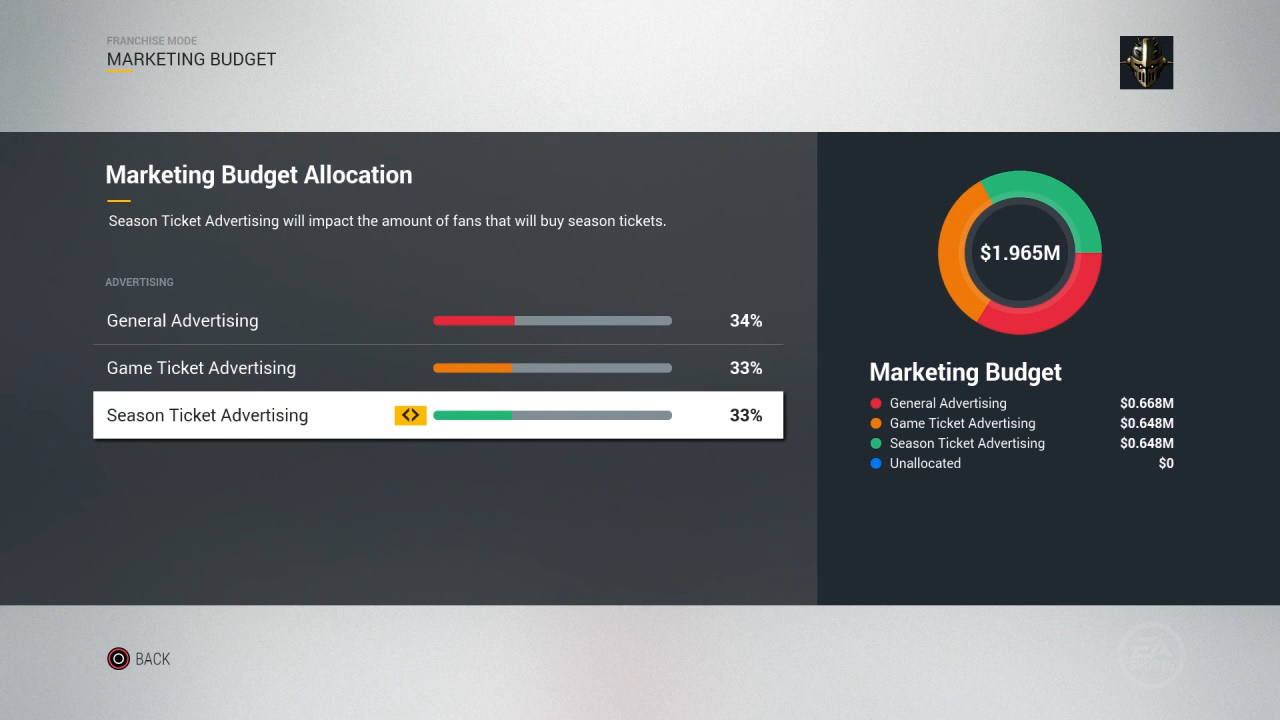 FRANCHISE MODE
MARKETING BUDGET
Marketing Budget Allocation
Season Ticket Advertising will impact the amount of fans that will buy season tickets.
ADVERTISING
General Advertising 34%
Game Ticket Advertising 33%
Season Ticket Advertising 33%
$1.965M
Marketing Budget
General Advertising $0.668M
Game Ticket Advertising $0.648M
Season Ticket Advertising $0.648M
Unallocated $0
BACK
EA